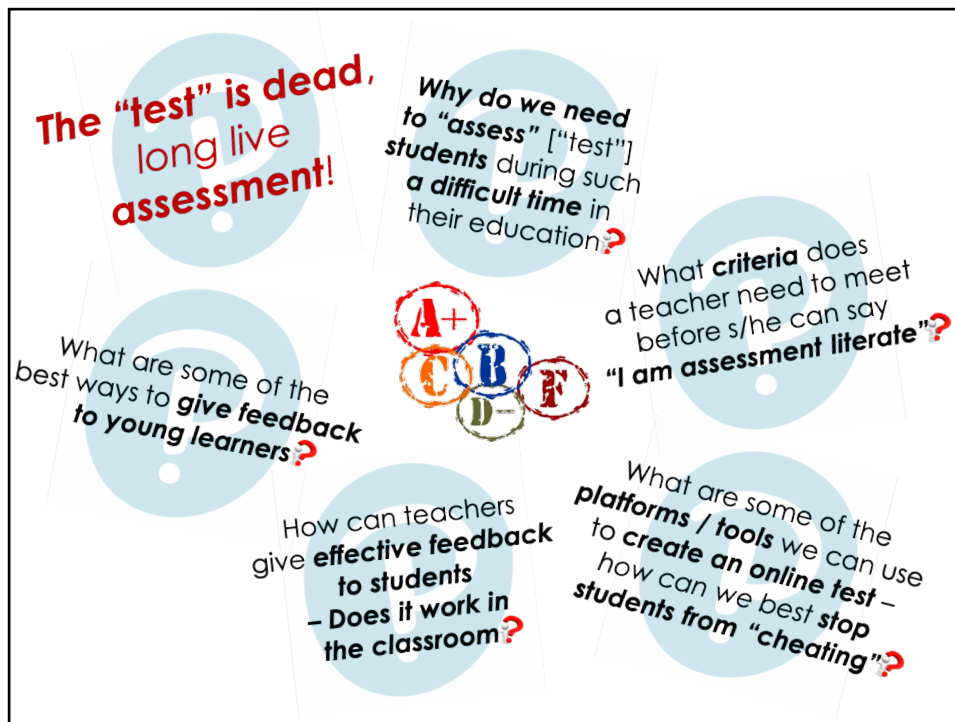 The “test” is dead,
long live
assessment!
Why do we need
to “assess” [“test”]
students during such
a difficult time in
their education?
What criteria does
a teacher need to meet
before s/he can say
“I am assessment literate”?
A+
C
B
D-
F
What are some of the
best ways to give feedback
to young learners?
How can teachers
give effective feedback
to students
– Does it work in
the classroom?
What are some of the
platforms / tools we can use
to create an online test –
how can we best stop
students from “cheating”?